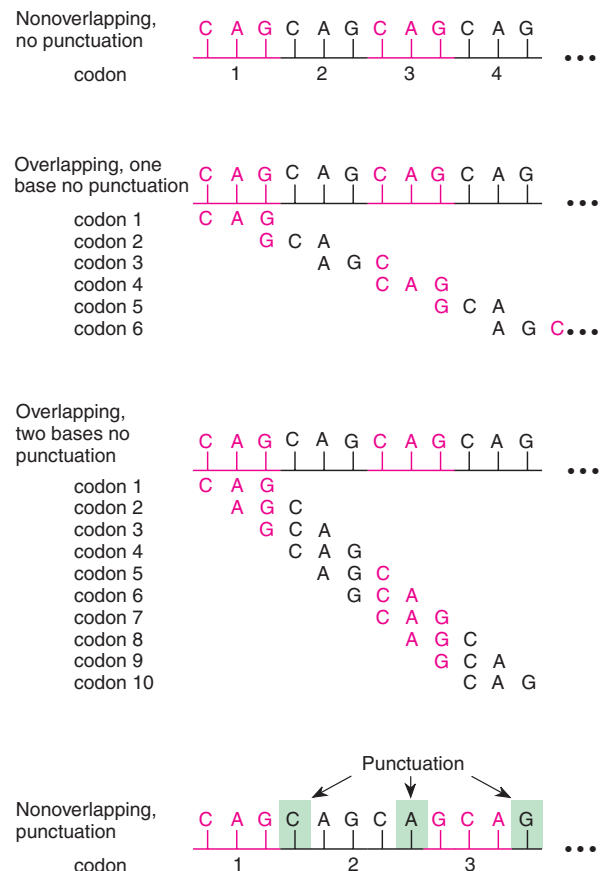 Nonoverlapping,
no punctuation
C A G C A G C A G C A G
codon 1 2 3 4 •••
Overlapping, one
base no punctuation
C A G C A G C A G C A G •••
codon 1 C A G
codon 2 G C A
codon 3 A G C
codon 4 C A G
codon 5 G C A
codon 6 A G C •••
Overlapping,
two bases no
punctuation
C A G C A G C A G C A G •••
codon 1 C A G
codon 2 A G C
codon 3 G C A
codon 4 C A G
codon 5 A G C
codon 6 G C A
codon 7 C A G
codon 8 A G C
codon 9 G C A
codon 10 C A G
Punctuation
Nonoverlapping,
punctuation
C A G C A G C A G C A G •••
codon 1 2 3